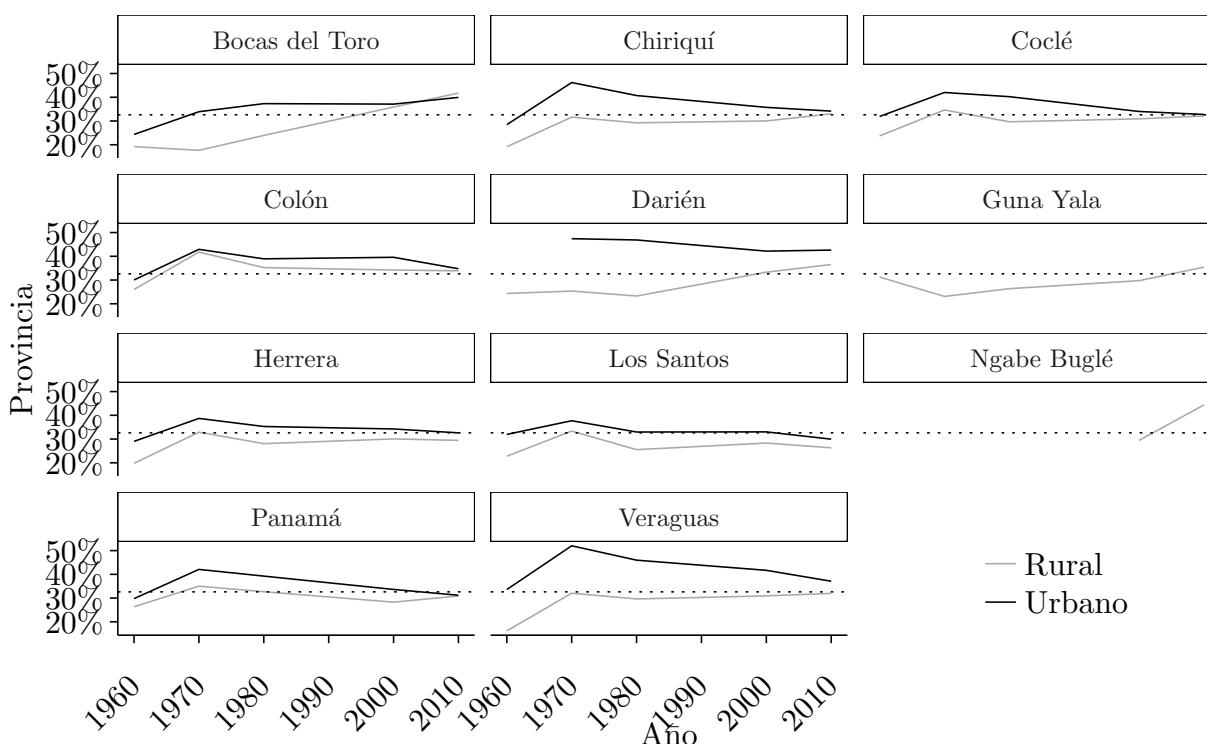 Bocas del Toro Chiriquí Coclé
50%
40%
30%
20%
Colón Darién Guna Yala
50%
40%
30%
20%
Herrera Los Santos Ngabe Buglé
50%
40%
30%
20%
Panamá Veraguas
50%
40%
30%
20%
Provincia
Rural
Urbano
1960 1970 1980 1990 2000 2010 1960 1970 1980 1990 2000 2010
Año